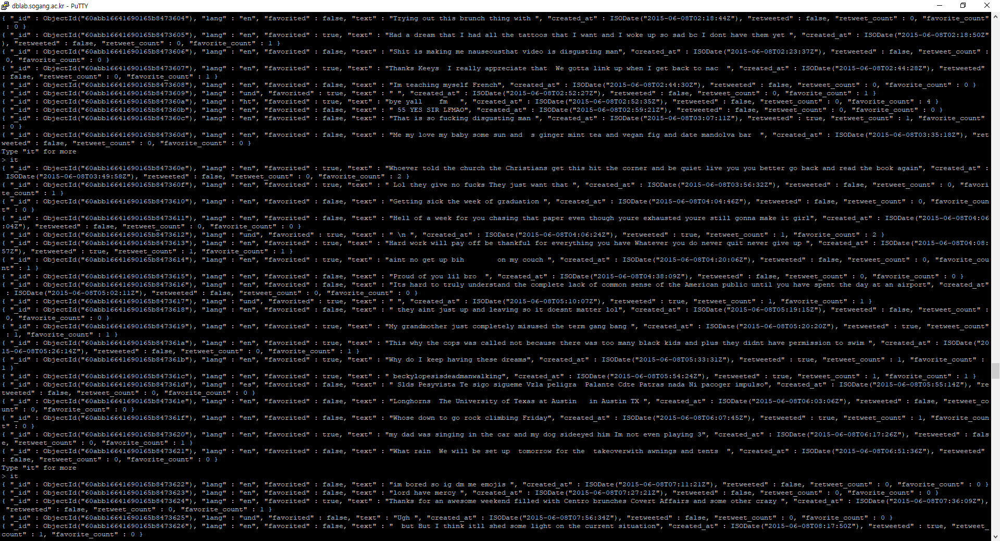 dblab.sogang.ac.kr - PuTTY
{ "_id" : ObjectId("60abb16641690165b8473604"), "lang" : "en", "favorited" : false, "text" : "Trying out this brunch thing with ", "created_at" : ISODate("2015-06-08T02:18:44Z"), "retweeted" : false, "retweet_count" : 0, "favorite_count"
 : 0 }
{ "_id" : ObjectId("60abb16641690165b8473605"), "lang" : "en", "favorited" : true, "text" : "Had a dream that I had all the tattoos that I want and I woke up so sad bc I dont have them yet ", "created_at" : ISODate("2015-06-08T02:18:50Z"
), "retweeted" : false, "retweet_count" : 0, "favorite_count" : 1 }
{ "_id" : ObjectId("60abb16641690165b8473606"), "lang" : "en", "favorited" : false, "text" : "Shit is making me nauseousthat video is disgusting man", "created_at" : ISODate("2015-06-08T02:23:37Z"), "retweeted" : false, "retweet_count" :
 0, "favorite_count" : 0 }
{ "_id" : ObjectId("60abb16641690165b8473607"), "lang" : "en", "favorited" : true, "text" : "Thanks Keeys  I really appreciate that  We gotta link up when I get back to nac  ", "created_at" : ISODate("2015-06-08T02:44:28Z"), "retweeted"
: false, "retweet_count" : 0, "favorite_count" : 1 }
{ "_id" : ObjectId("60abb16641690165b8473608"), "lang" : "en", "favorited" : false, "text" : "Im teaching myself French", "created_at" : ISODate("2015-06-08T02:44:30Z"), "retweeted" : false, "retweet_count" : 0, "favorite_count" : 0 }
{ "_id" : ObjectId("60abb16641690165b8473609"), "lang" : "und", "favorited" : true, "text" : " ", "created_at" : ISODate("2015-06-08T02:52:27Z"), "retweeted" : false, "retweet_count" : 0, "favorite_count" : 1 }
{ "_id" : ObjectId("60abb16641690165b847360a"), "lang" : "ht", "favorited" : true, "text" : "bye yall    fm   ", "created_at" : ISODate("2015-06-08T02:52:35Z"), "retweeted" : false, "retweet_count" : 0, "favorite_count" : 4 }
{ "_id" : ObjectId("60abb16641690165b847360b"), "lang" : "en", "favorited" : false, "text" : " 55 YES SIR LFMAO", "created_at" : ISODate("2015-06-08T02:59:21Z"), "retweeted" : false, "retweet_count" : 0, "favorite_count" : 0 }
{ "_id" : ObjectId("60abb16641690165b847360c"), "lang" : "en", "favorited" : false, "text" : "That is so fucking disgusting man ", "created_at" : ISODate("2015-06-08T03:07:11Z"), "retweeted" : true, "retweet_count" : 1, "favorite_count"
: 0 }
{ "_id" : ObjectId("60abb16641690165b847360d"), "lang" : "en", "favorited" : false, "text" : "Me my love my baby some sun and  s ginger mint tea and vegan fig and date mandolva bar  ", "created_at" : ISODate("2015-06-08T03:35:18Z"), "ret
weeted" : false, "retweet_count" : 0, "favorite_count" : 0 }
Type "it" for more
> it
{ "_id" : ObjectId("60abb16641690165b847360e"), "lang" : "en", "favorited" : true, "text" : "Whoever told the church the Christians get this hit the corner and be quiet live you you better go back and read the book again", "created_at" :
 ISODate("2015-06-08T03:49:58Z"), "retweeted" : false, "retweet_count" : 0, "favorite_count" : 2 }
{ "_id" : ObjectId("60abb16641690165b847360f"), "lang" : "en", "favorited" : true, "text" : " Lol they give no fucks They just want that ", "created_at" : ISODate("2015-06-08T03:56:32Z"), "retweeted" : false, "retweet_count" : 0, "favori
te_count" : 1 }
{ "_id" : ObjectId("60abb16641690165b8473610"), "lang" : "en", "favorited" : false, "text" : "Getting sick the week of graduation ", "created_at" : ISODate("2015-06-08T04:04:46Z"), "retweeted" : false, "retweet_count" : 0, "favorite_coun
t" : 0 }
{ "_id" : ObjectId("60abb16641690165b8473611"), "lang" : "en", "favorited" : false, "text" : "Hell of a week for you chasing that paper even though youre exhausted youre still gonna make it girl", "created_at" : ISODate("2015-06-08T04:06
:04Z"), "retweeted" : false, "retweet_count" : 0, "favorite_count" : 0 }
{ "_id" : ObjectId("60abb16641690165b8473612"), "lang" : "und", "favorited" : true, "text" : " \n ", "created_at" : ISODate("2015-06-08T04:06:24Z"), "retweeted" : true, "retweet_count" : 1, "favorite_count" : 2 }
{ "_id" : ObjectId("60abb16641690165b8473613"), "lang" : "en", "favorited" : true, "text" : "Hard work will pay off be thankful for everything you have Whatever you do never quit never give up ", "created_at" : ISODate("2015-06-08T04:08:
57Z"), "retweeted" : true, "retweet_count" : 1, "favorite_count" : 1 }
{ "_id" : ObjectId("60abb16641690165b8473614"), "lang" : "en", "favorited" : true, "text" : "aint no get up bih        on my couch ", "created_at" : ISODate("2015-06-08T04:20:06Z"), "retweeted" : false, "retweet_count" : 0, "favorite_cou
nt" : 1 }
{ "_id" : ObjectId("60abb16641690165b8473615"), "lang" : "en", "favorited" : false, "text" : "Proud of you lil bro  ", "created_at" : ISODate("2015-06-08T04:38:09Z"), "retweeted" : false, "retweet_count" : 0, "favorite_count" : 0 }
{ "_id" : ObjectId("60abb16641690165b8473616"), "lang" : "en", "favorited" : false, "text" : "Its hard to truly understand the complete lack of common sense of the American public until you have spent the day at an airport", "created_at"
 : ISODate("2015-06-08T05:02:11Z"), "retweeted" : false, "retweet_count" : 0, "favorite_count" : 0 }
{ "_id" : ObjectId("60abb16641690165b8473617"), "lang" : "und", "favorited" : true, "text" : " ", "created_at" : ISODate("2015-06-08T05:10:07Z"), "retweeted" : true, "retweet_count" : 1, "favorite_count" : 1 }
{ "_id" : ObjectId("60abb16641690165b8473618"), "lang" : "en", "favorited" : false, "text" : " they aint just up and leaving so it doesnt matter lol", "created_at" : ISODate("2015-06-08T05:19:15Z"), "retweeted" : false, "retweet_count" :
 0, "favorite_count" : 0 }
{ "_id" : ObjectId("60abb16641690165b8473619"), "lang" : "en", "favorited" : true, "text" : "My grandmother just completely misused the term gang bang ", "created_at" : ISODate("2015-06-08T05:20:20Z"), "retweeted" : true, "retweet_count"
 : 1, "favorite_count" : 1 }
{ "_id" : ObjectId("60abb16641690165b847361a"), "lang" : "en", "favorited" : true, "text" : "This why the cops was called not because there was too many black kids and plus they didnt have permission to swim ", "created_at" : ISODate("20
15-06-08T05:26:14Z"), "retweeted" : false, "retweet_count" : 0, "favorite_count" : 1 }
{ "_id" : ObjectId("60abb16641690165b847361b"), "lang" : "en", "favorited" : true, "text" : "Why do I keep having these dreams", "created_at" : ISODate("2015-06-08T05:33:31Z"), "retweeted" : true, "retweet_count" : 1, "favorite_count" :
1 }
{ "_id" : ObjectId("60abb16641690165b847361c"), "lang" : "en", "favorited" : true, "text" : " beckylopesisdeadmanwalking", "created_at" : ISODate("2015-06-08T05:54:24Z"), "retweeted" : true, "retweet_count" : 1, "favorite_count" : 1 }
{ "_id" : ObjectId("60abb16641690165b847361d"), "lang" : "es", "favorited" : false, "text" : " Slds Pesyvista Te sigo sigueme Vzla peligra  Palante Cdte Patras nada Ni pacoger impulso", "created_at" : ISODate("2015-06-08T05:55:14Z"), "re
tweeted" : false, "retweet_count" : 0, "favorite_count" : 0 }
{ "_id" : ObjectId("60abb16641690165b847361e"), "lang" : "en", "favorited" : false, "text" : "Longhorns  The University of Texas at Austin   in Austin TX ", "created_at" : ISODate("2015-06-08T06:03:06Z"), "retweeted" : false, "retweet_co
unt" : 0, "favorite_count" : 0 }
{ "_id" : ObjectId("60abb16641690165b847361f"), "lang" : "en", "favorited" : false, "text" : "Whose down to go rock climbing Friday", "created_at" : ISODate("2015-06-08T06:07:45Z"), "retweeted" : true, "retweet_count" : 1, "favorite_coun
t" : 0 }
{ "_id" : ObjectId("60abb16641690165b8473620"), "lang" : "en", "favorited" : true, "text" : "my dad was singing in the car and my dog sideeyed him Im not even playing 3", "created_at" : ISODate("2015-06-08T06:17:26Z"), "retweeted" : fals
e, "retweet_count" : 0, "favorite_count" : 1 }
{ "_id" : ObjectId("60abb16641690165b8473621"), "lang" : "en", "favorited" : false, "text" : "What rain  We will be set up  tomorrow for the  takeoverwith awnings and tents  ", "created_at" : ISODate("2015-06-08T06:51:36Z"), "retweeted"
: false, "retweet_count" : 0, "favorite_count" : 0 }
Type "it" for more
> it
{ "_id" : ObjectId("60abb16641690165b8473622"), "lang" : "en", "favorited" : false, "text" : "im bored so ig dm me emojis ", "created_at" : ISODate("2015-06-08T07:11:21Z"), "retweeted" : false, "retweet_count" : 0, "favorite_count" : 0 }
{ "_id" : ObjectId("60abb16641690165b8473623"), "lang" : "en", "favorited" : false, "text" : "lord have mercy ", "created_at" : ISODate("2015-06-08T07:27:21Z"), "retweeted" : false, "retweet_count" : 0, "favorite_count" : 0 }
{ "_id" : ObjectId("60abb16641690165b8473624"), "lang" : "en", "favorited" : true, "text" : "Thanks for an awesome weekend filled with Centro brunches Covert Affairs and some other crazy ", "created_at" : ISODate("2015-06-08T07:36:09Z"),
 "retweeted" : false, "retweet_count" : 0, "favorite_count" : 1 }
{ "_id" : ObjectId("60abb16641690165b8473625"), "lang" : "und", "favorited" : false, "text" : "Ugh ", "created_at" : ISODate("2015-06-08T07:56:34Z"), "retweeted" : false, "retweet_count" : 0, "favorite_count" : 0 }
{ "_id" : ObjectId("60abb16641690165b8473626"), "lang" : "en", "favorited" : false, "text" : "  but But I think itll shed some light on the current situation", "created_at" : ISODate("2015-06-08T08:17:50Z"), "retweeted" : true, "retweet_
count" : 1, "favorite_count" : 0 }